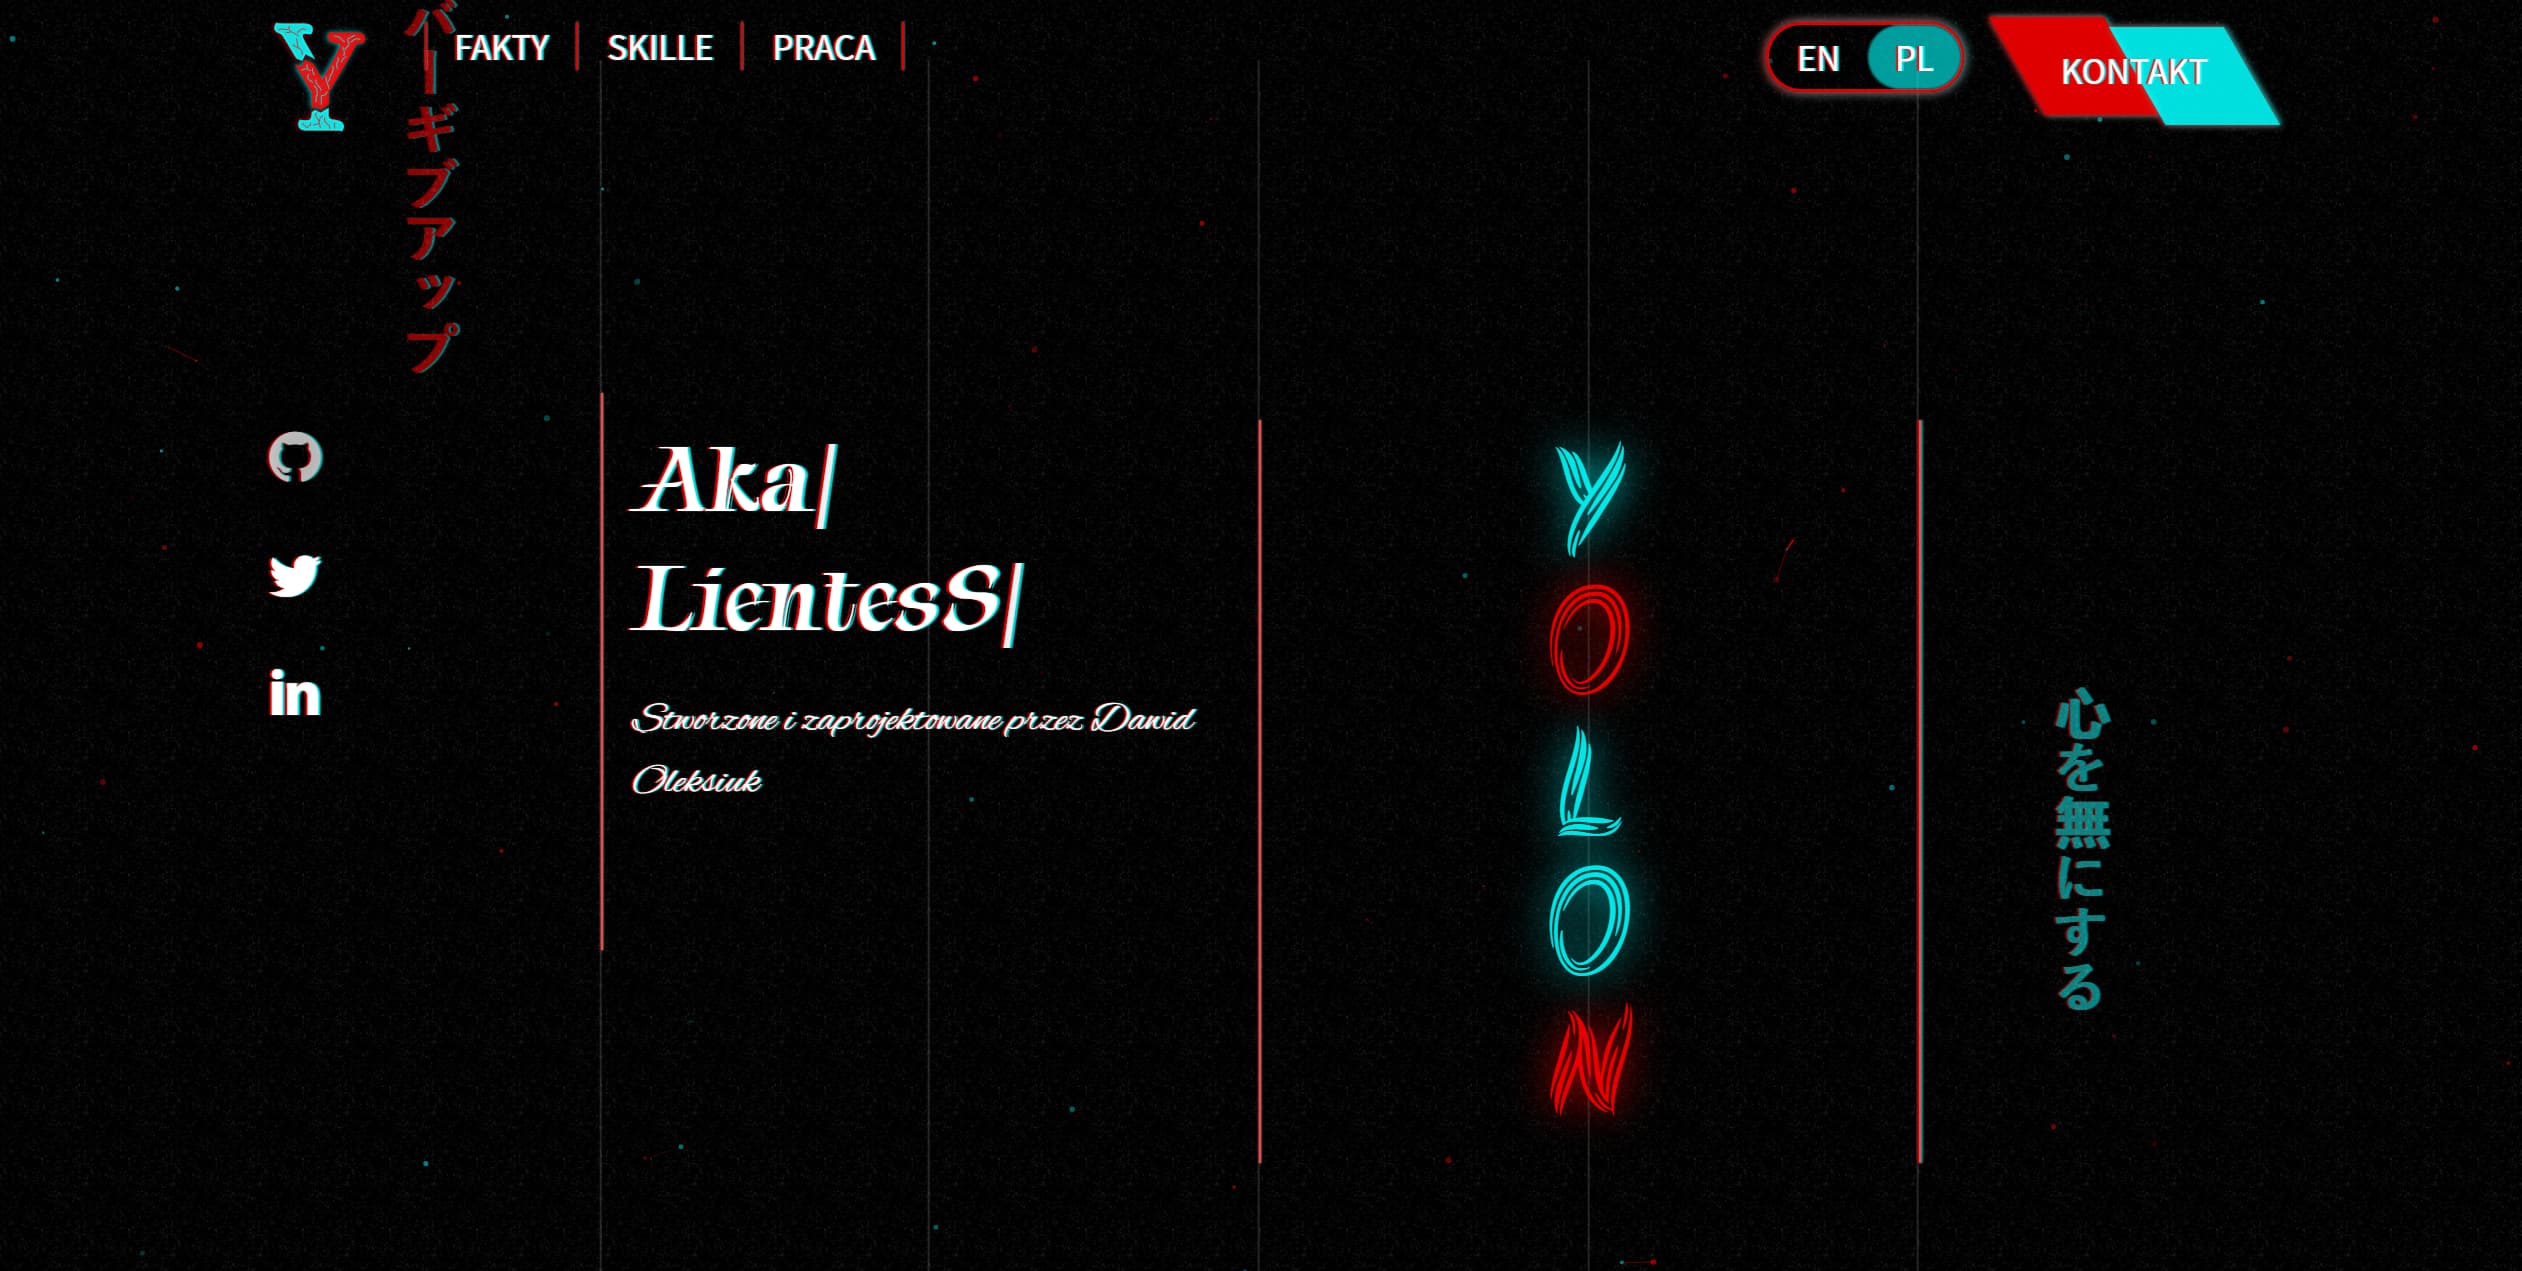 Y
バーギブアップ
FAKTY
SKILLE
PRACA
EN
PL
KONTAKT
in
Aka|
LientesS|
Stworzone i zaprojektowane przez Dawid
Oleksiuk
YOLON
心を無にする